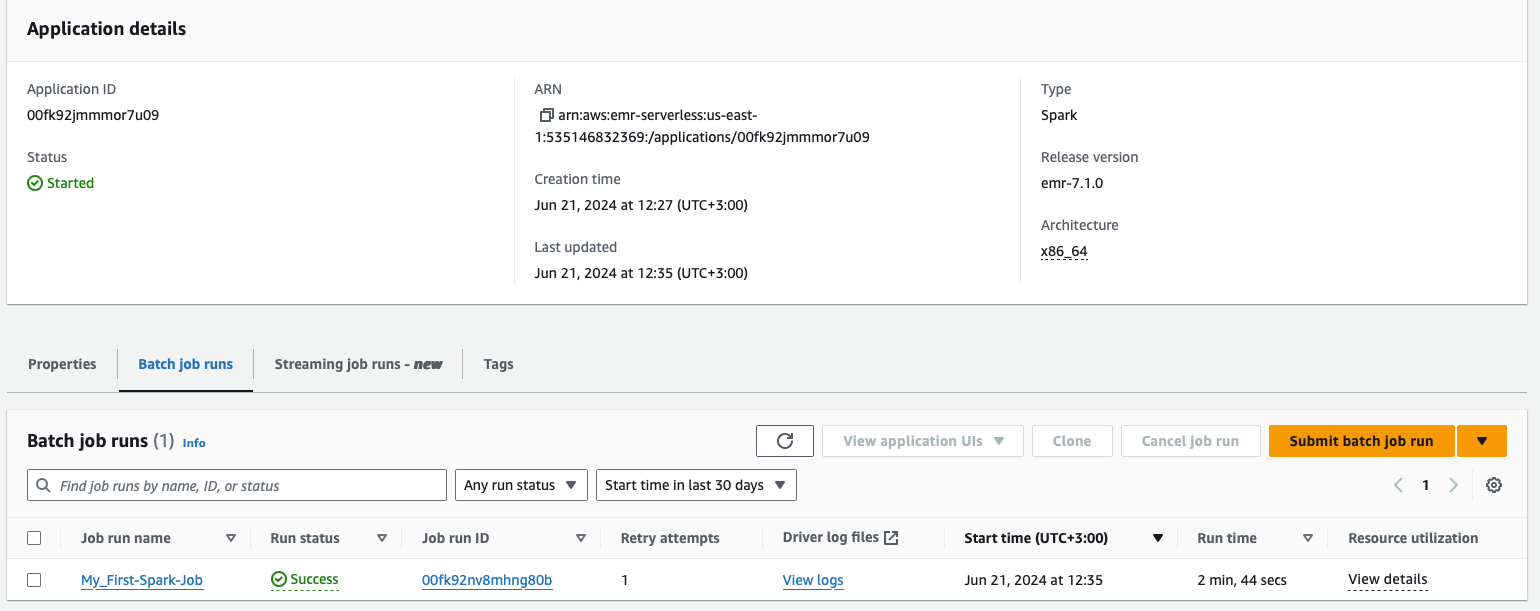 Application details
Application ID
00fk92jmmmor7u09
Status
Started
ARN
arn:aws:emr-serverless:us-east-
1:535146832369:/applications/00fk92jmmmor7u09
Creation time
Jun 21, 2024 at 12:27 (UTC+3:00)
Last updated
Jun 21, 2024 at 12:35 (UTC+3:00)
Type
Spark
Release version
emr-7.1.0
Architecture
x86_64
Properties Batch job runs Streaming job runs - new Tags
Batch job runs (1) Info View application UIs Clone Cancel job run Submit batch job run
Find job runs by name, ID, or status Any run status Start time in last 30 days 1
Job run name Run status Job run ID Retry attempts Driver log files Start time (UTC+3:00) Run time Resource utilization
My_First-Spark-Job Success 00fk92nv8mhng80b 1 View logs Jun 21, 2024 at 12:35 2 min, 44 secs View details